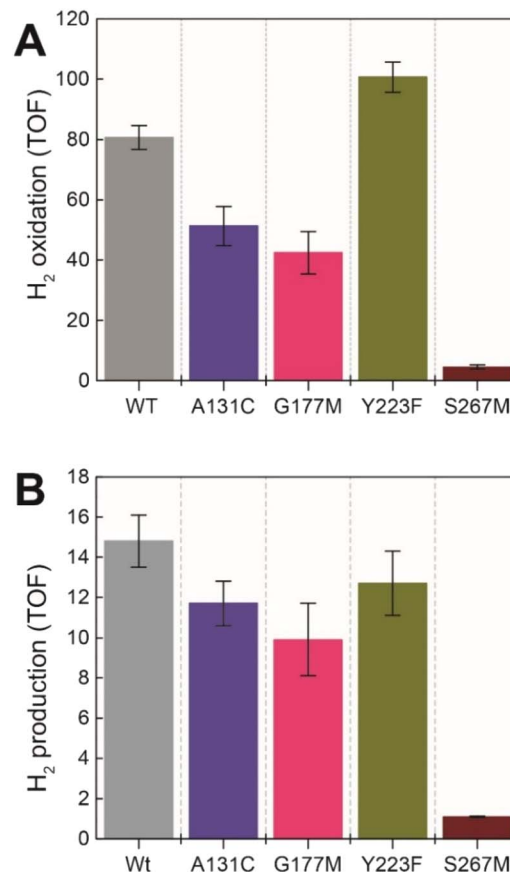 A
H₂ oxidation (TOF)
120
100
80
60
40
20
0
WT A131C G177M Y223F S267M
B
H₂ production (TOF)
18
16
14
12
10
8
6
4
2
0
Wt A131C G177M Y223F S267M